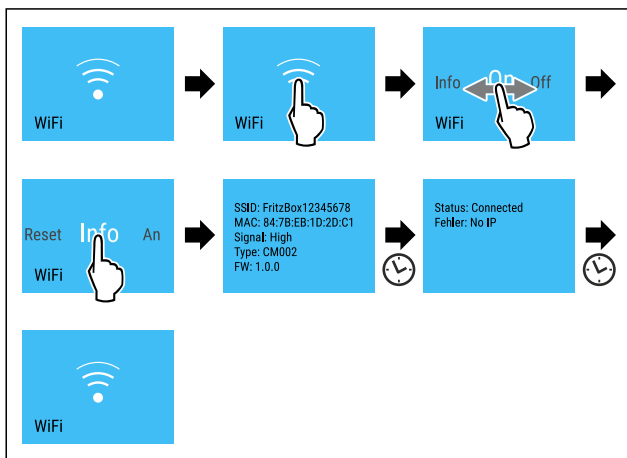 WiFi
WiFi
Info On Off
WiFi
Reset Info An
WiFi
SSID: FritzBox12345678
MAC: 84:7B:EB:1D:2D:C1
Signal: High
Type: CM002
FW: 1.0.0
Status: Connected
Fehler: No IP
WiFi